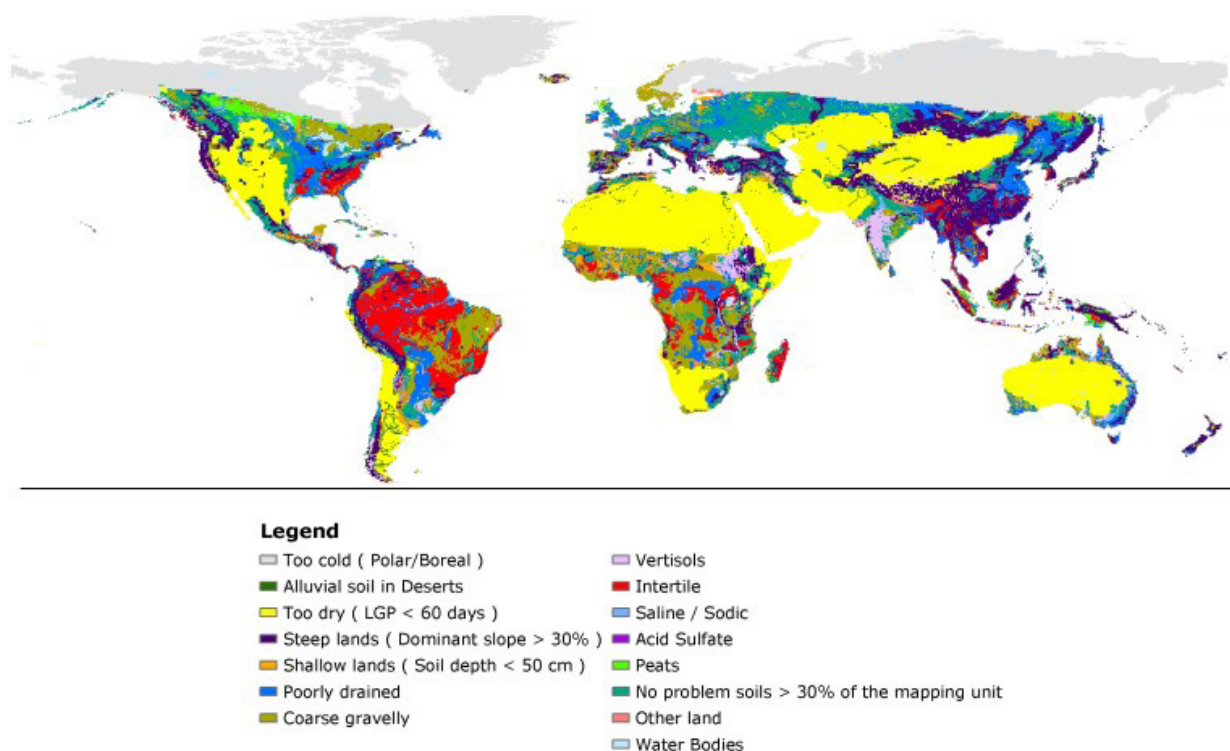 Legend
Too cold ( Polar/Boreal )
Alluvial soil in Deserts
Too dry ( LGP < 60 days )
Steep lands ( Dominant slope > 30% )
Shallow lands ( Soil depth < 50 cm )
Poorly drained
Coarse gravelly
Vertisols
Intertile
Saline / Sodic
Acid Sulfate
Peats
No problem soils > 30% of the mapping unit
Other land
Water Bodies